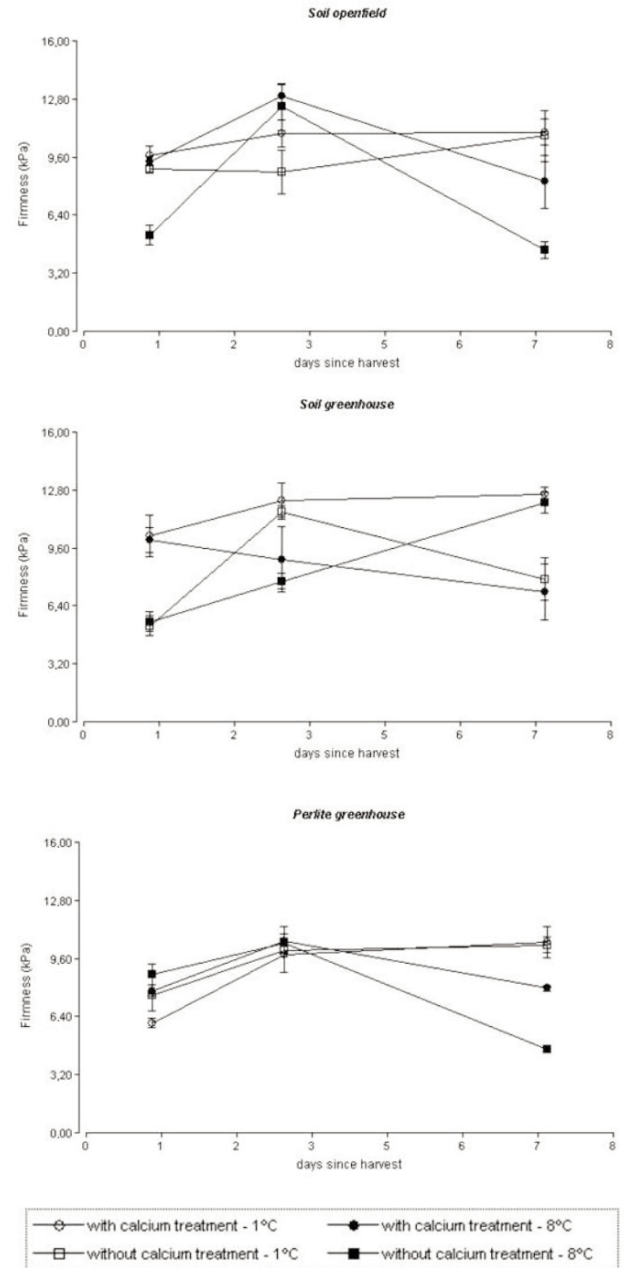 Soil openfield
16,00
12,80
9,60
6,40
3,20
0,00
Firmness (kPa)
0 1 2 3 4 5 6 7 8
days since harvest
Soil greenhouse
16,00
12,80
9,60
6,40
3,20
0,00
Firmness (kPa)
0 1 2 3 4 5 6 7 8
days since harvest
Perlite greenhouse
16,00
12,80
9,60
6,40
3,20
0,00
Firmness (kPa)
0 1 2 3 4 5 6 7 8
days since harvest
with calcium treatment - 1°C with calcium treatment - 8°C
without calcium treatment - 1°C without calcium treatment - 8°C